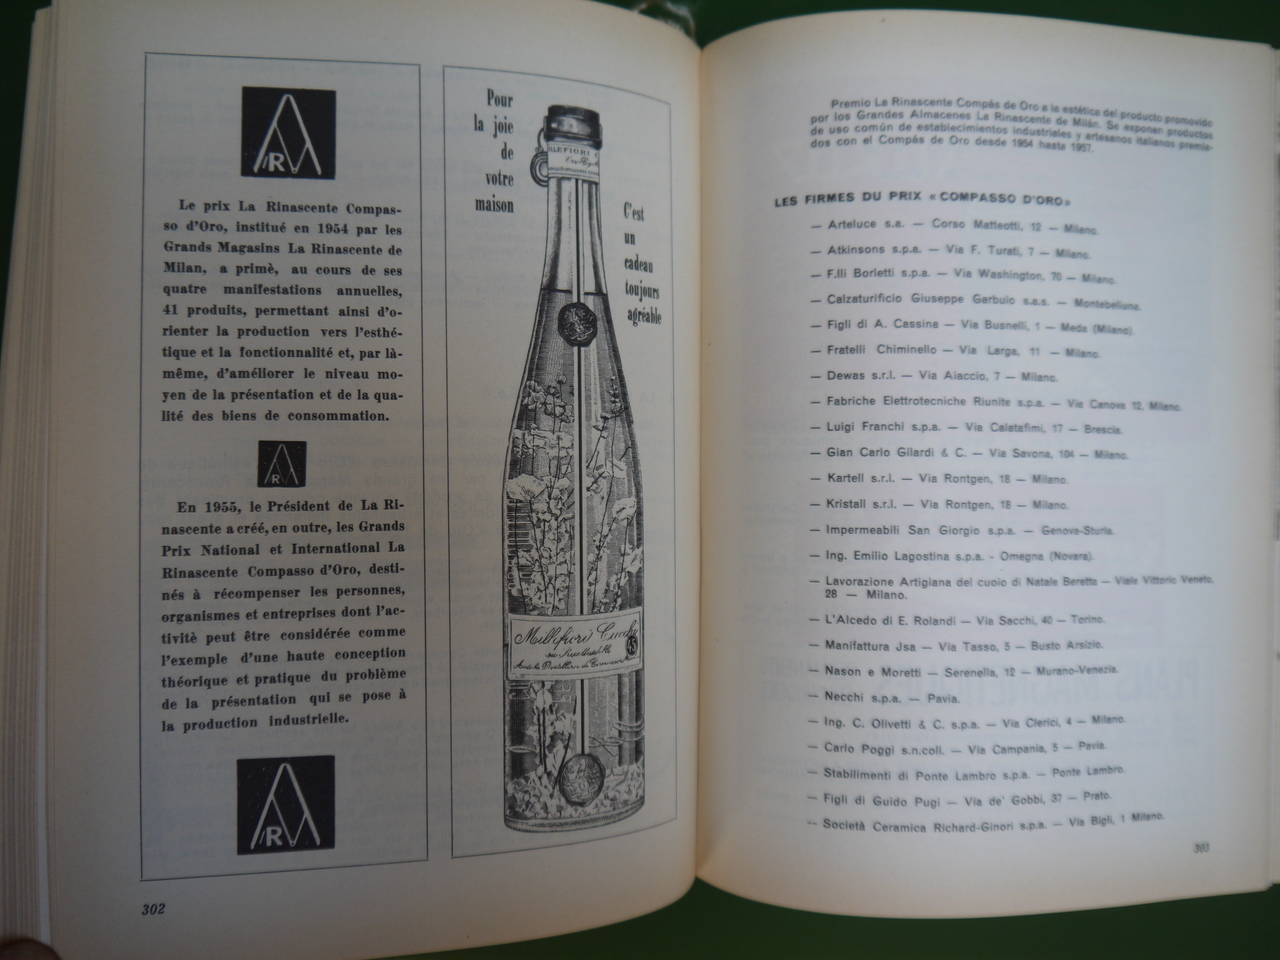 R
Le prix La Rinascente Compas-
so d'Oro, institué en 1954 par les
Grands Magasins La Rinascente de
Milan, a primè, au cours de ses
quatre manifestations annuelles,
41 produits, permettant ainsi d'o-
rienter la production vers l'esthé-
tique et la fonctionnalité et, par là-
même, d'améliorer le niveau mo-
yen de la présentation et de la qua-
lité des biens de consommation.
R
En 1955, le Président de La Ri-
nascente a créé, en outre, les Grands
Prix National et International La
Rinascente Compasso d'Oro, desti-
nés à récompenser les personnes,
organismes et entreprises dont l'ac-
tivitè peut être considérée comme
l'exemple d'une haute conception
théorique et pratique du problème
de la présentation qui se pose à
la production industrielle.
R
302
Pour
la joie
de
votre
maison
C'est
un
cadeau
toujours
agréable
Millefiori Cucchi
Premio La Rinascente Compás de Oro a la estética del producto promovido
por los Grandes Almacenes La Rinascente de Milán. Se exponen productos
de uso común de establecimientos industriales y artesanos italianos premia-
dos con el Compás de Oro desde 1954 hasta 1957.
LES FIRMES DU PRIX «COMPASSO D'ORO»
— Arteluce s.a. — Corso Matteotti, 12 — Milano.
— Atkinsons s.p.a. — Via F. Turati, 7 — Milano.
— F.lli Borletti s.p.a. — Via Washington, 70 — Milano.
— Calzaturificio Giuseppe Garbuio s.a.s. — Montebelluna.
— Figli di A. Cassina — Via Busnelli, 1 — Meda (Milano).
— Fratelli Chiminello — Via Larga, 11 — Milano.
— Dewas s.r.l. — Via Aiaccio, 7 — Milano.
— Fabriche Elettrotecniche Riunite s.p.a. — Via Canova 12, Milano.
— Luigi Franchi s.p.a. — Via Calatafimi, 17 — Brescia.
— Gian Carlo Gilardi & C. — Via Savona, 104 — Milano.
— Kartell s.r.l. — Via Rontgen, 18 — Milano.
— Kristall s.r.l. — Via Rontgen, 18 — Milano.
— Impermeabili San Giorgio s.p.a. — Genova-Sturla.
— Ing. Emilio Lagostina s.p.a. - Omegna (Novara).
— Lavorazione Artigiana del cuoio di Natale Beretta — Viale Vittorio Veneto,
28 — Milano.
— L'Alcedo di E. Rolandi — Via Sacchi, 40 — Torino.
— Manifattura Jsa — Via Tasso, 5 — Busto Arsizio.
— Nason e Moretti — Serenella, 12 — Murano-Venezia.
— Necchi s.p.a. — Pavia.
— Ing. C. Olivetti & C. s.p.a. — Via Clerici, 4 — Milano.
— Carlo Poggi s.n.coll. — Via Campania, 5 — Pavia.
— Stabilimenti di Ponte Lambro s.p.a. — Ponte Lambro.
— Figli di Guido Pugi — Via de' Gobbi, 37 — Prato.
— Società Ceramica Richard-Ginori s.p.a. — Via Bigli, 1 Milano.
303